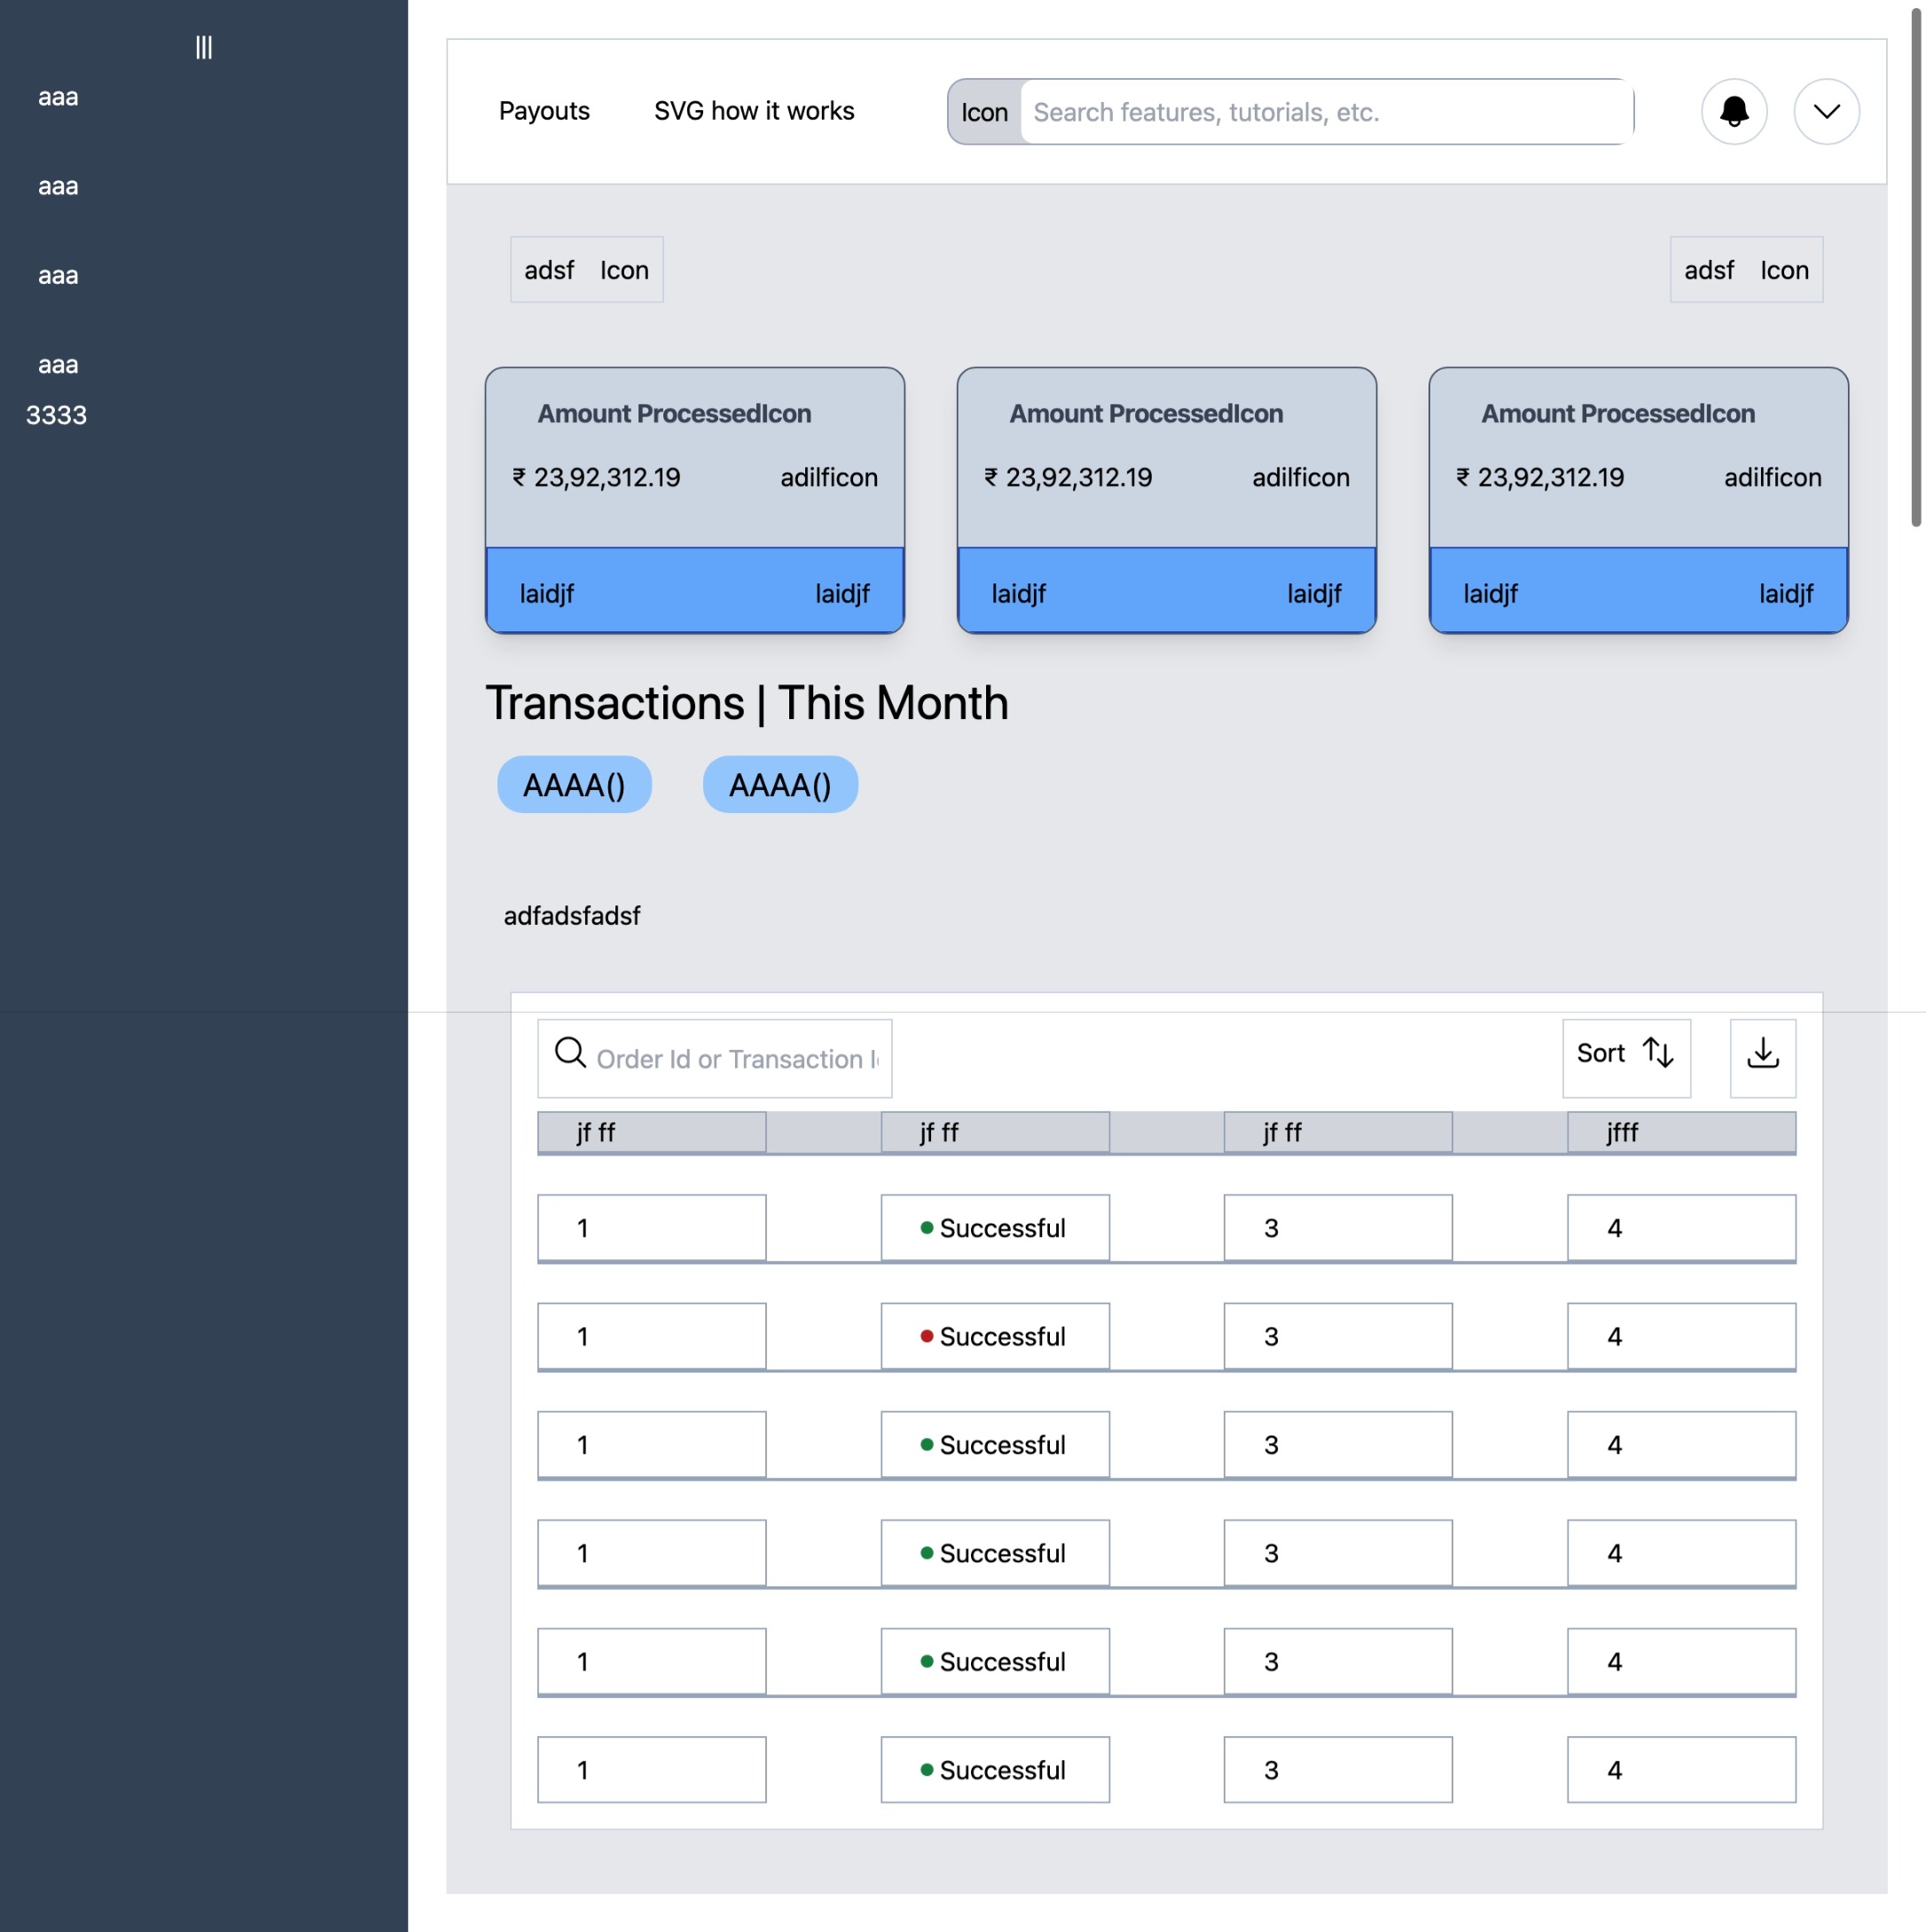 |||
aaa
aaa
aaa
aaa
3333
Payouts SVG how it works Icon Search features, tutorials, etc.
adsf Icon adsf Icon
Amount ProcessedIcon Amount ProcessedIcon Amount ProcessedIcon
₹ 23,92,312.19 adilficon ₹ 23,92,312.19 adilficon ₹ 23,92,312.19 adilficon
laidjf laidjf laidjf laidjf laidjf laidjf
Transactions | This Month
AAAA() AAAA()
adfadsfadsf
Order Id or Transaction Sort
jf ff jf ff jf ff jfff
1 Successful 3 4
1 Successful 3 4
1 Successful 3 4
1 Successful 3 4
1 Successful 3 4
1 Successful 3 4